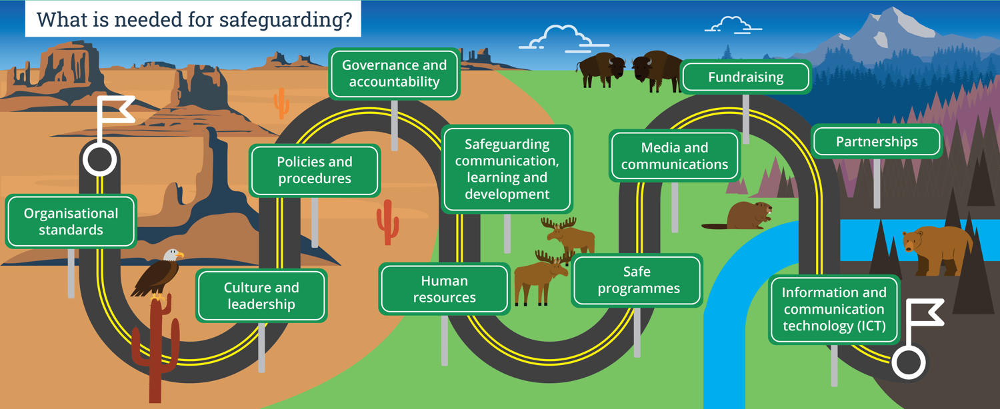 What is needed for safeguarding?
Organisational
standards
Culture and
leadership
Policies and
procedures
Governance and
accountability
Safeguarding
communication,
learning and
development
Human
resources
Safe
programmes
Media and
communications
Fundraising
Partnerships
Information and
communication
technology (ICT)